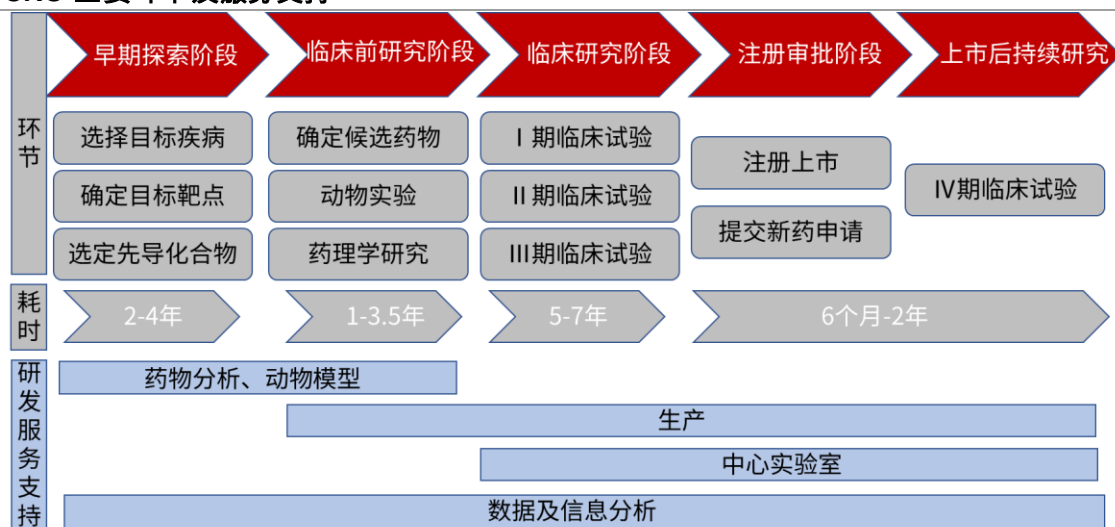 早期探索阶段
临床前研究阶段
临床研究阶段
注册审批阶段
上市后持续研究
环节
选择目标疾病
确定候选药物
I 期临床试验
注册上市
IV期临床试验
确定目标靶点
动物实验
II 期临床试验
提交新药申请
选定先导化合物
药理学研究
III期临床试验
耗时
2-4年
1-3.5年
5-7年
6个月-2年
研发服务支持
药物分析、动物模型
生产
中心实验室
数据及信息分析